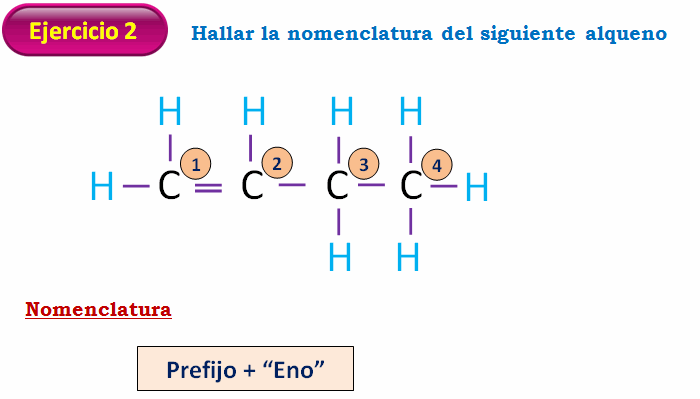 Ejercicio 2
Hallar la nomenclatura del siguiente alqueno
H H H H
1 2 3 4
H C C C C H
H H
Nomenclatura
Prefijo + “Eno”